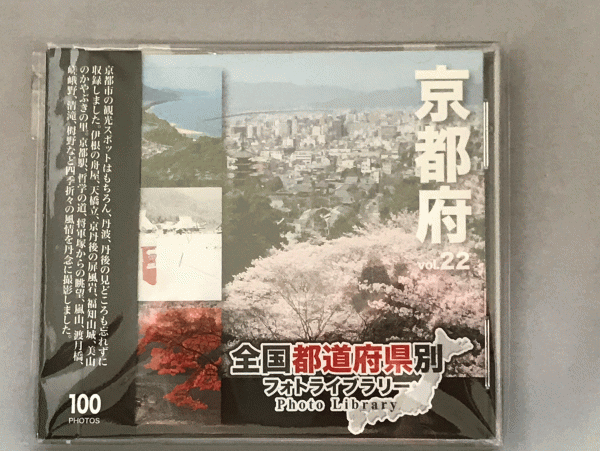 京都府
vol.22
京都市の観光スポットはもちろん、丹波、丹後の見どころも忘れずに
収録しました。伊根の舟屋、天橋立、京丹後の屏風岩、福知山城、美山
のかやぶきの里、京都駅、哲学の道、将軍塚からの眺望、嵐山、渡月橋、
嵯峨野、清滝、栂野など四季折々の風情を丹念に撮影しました。
100
PHOTOS
全国都道府県別
フォトライブラリー
Photo Library